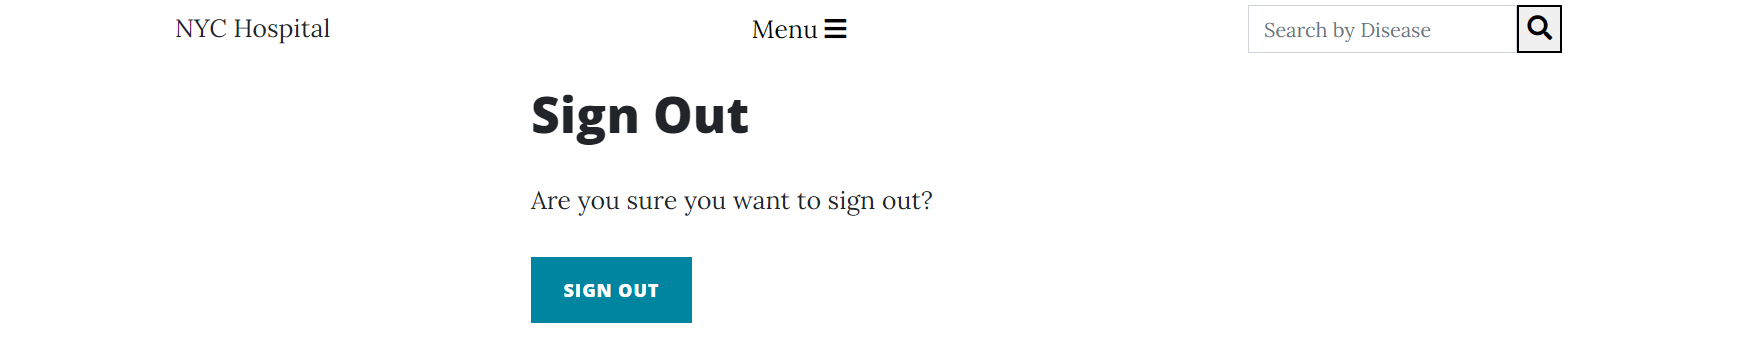 NYC Hospital
Menu
Search by Disease
Sign Out
Are you sure you want to sign out?
SIGN OUT